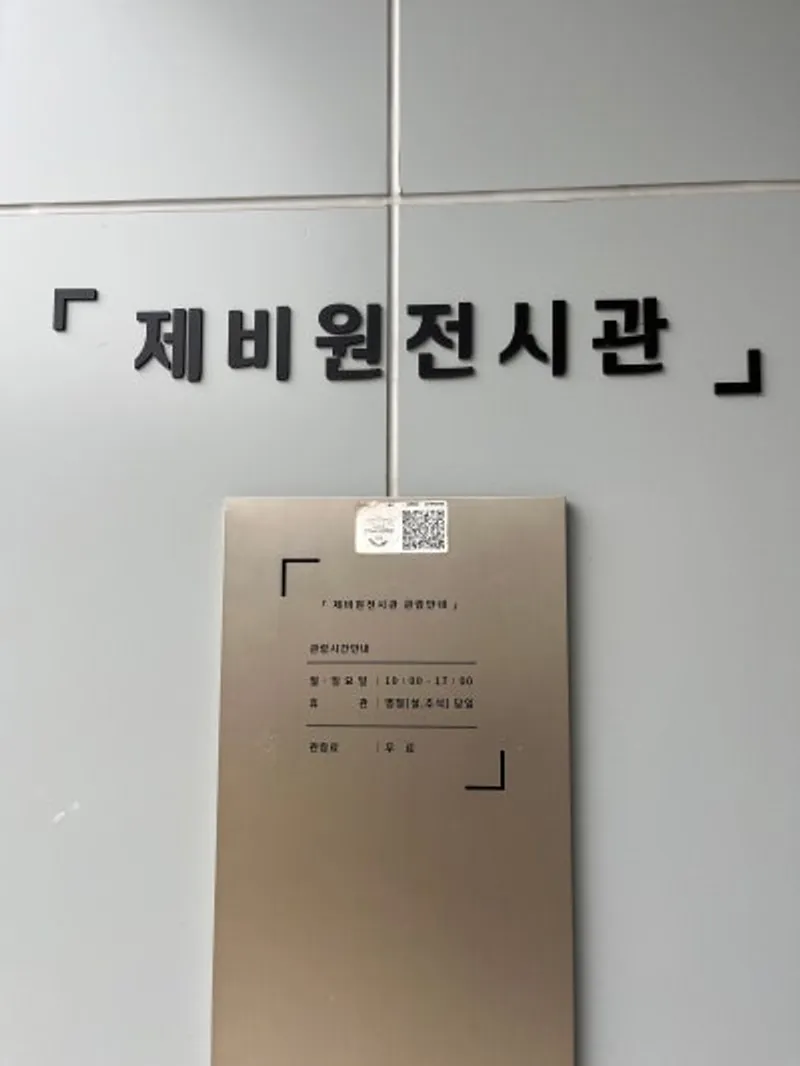 「 제비원전시관 」
「 제비원전시관 관람안내 」
관람시간안내
월-일요일 | 10:00-17:00
휴 관 | 명절[설,추석] 당일
관람료 | 무 료